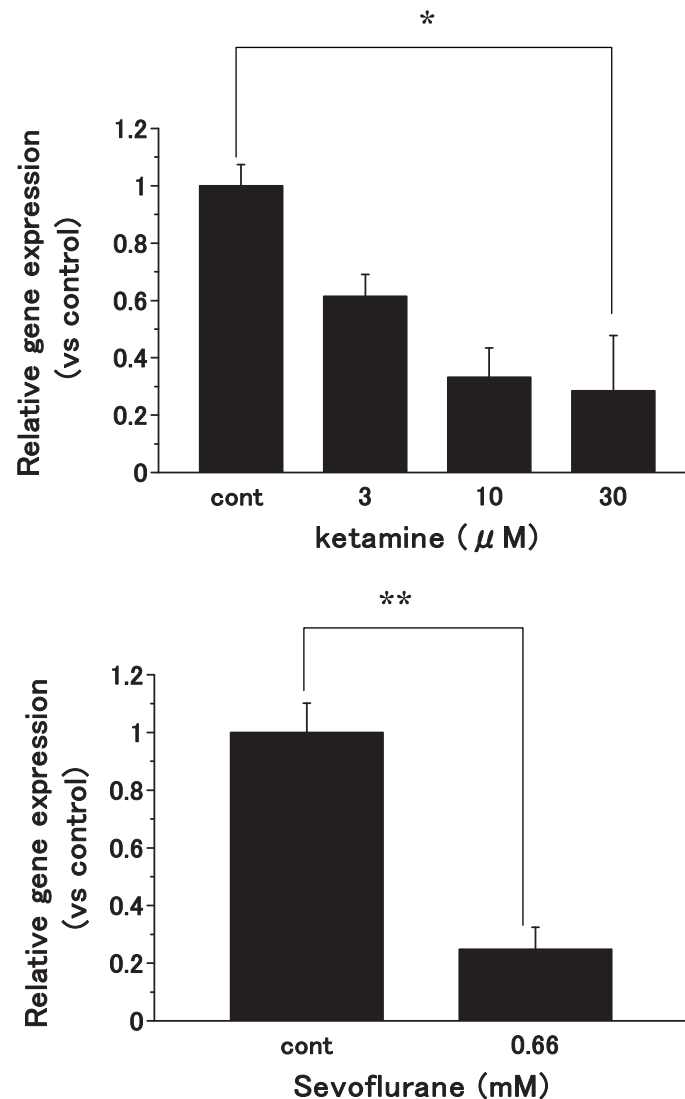 *
Relative gene expression
(vs control)
1.2
1
0.8
0.6
0.4
0.2
0
cont 3 10 30
ketamine (μM)
**
Relative gene expression
(vs control)
1.2
1
0.8
0.6
0.4
0.2
0
cont 0.66
Sevoflurane (mM)